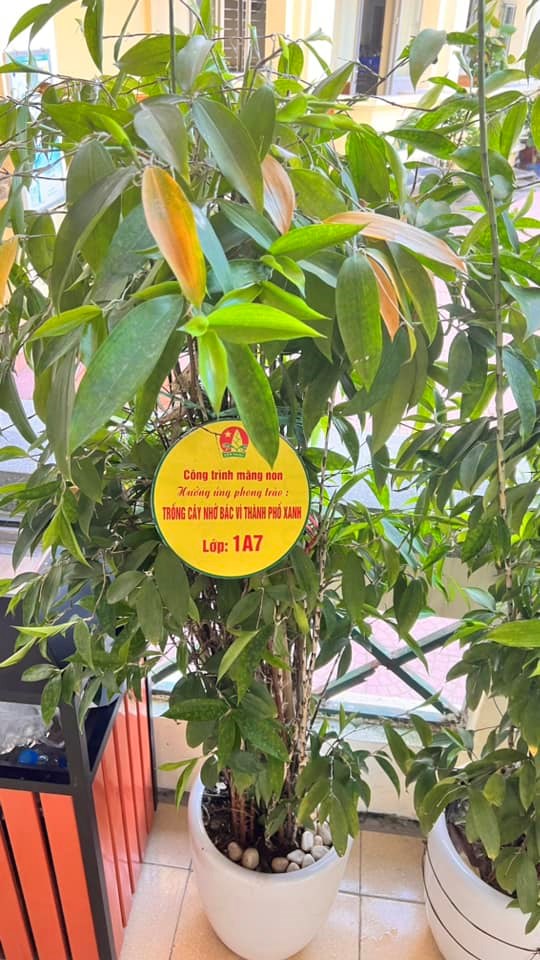 Công trình măng non
Hưởng ứng phong trào :
TRỒNG CÂY NHỚ BÁC VÌ THÀNH PHỐ XANH
Lớp: 1A7